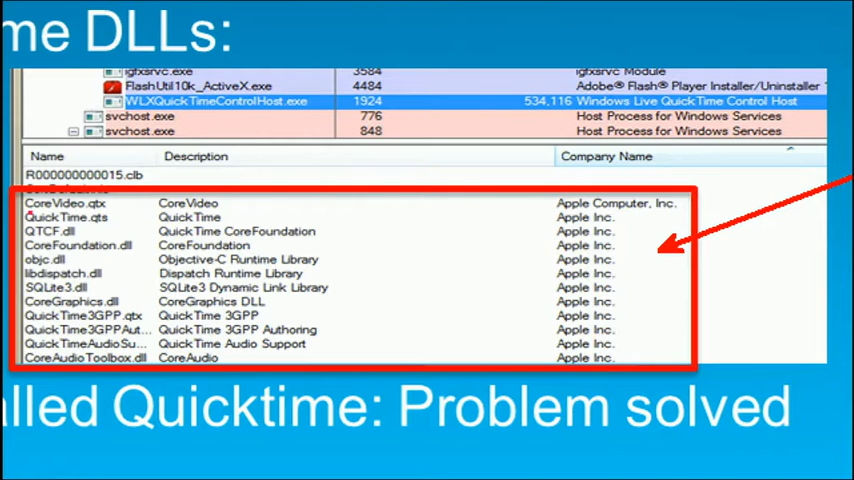 me DLLs:
igfxsrvc.exe 3584 igfxsrvc Module
FlashUtil10k_ActiveX.exe 4484 Adobe® Flash® Player Installer/Uninstaller
WLXQuickTimeControlHost.exe 1924 534,116 Windows Live QuickTime Control Host
svchost.exe 776 Host Process for Windows Services
svchost.exe 848 Host Process for Windows Services
Name Description Company Name
R000000000015.clb
CoreVideo.qtx CoreVideo Apple Computer, Inc.
QuickTime.qts QuickTime Apple Inc.
QTCF.dll QuickTime CoreFoundation Apple Inc.
CoreFoundation.dll CoreFoundation Apple Inc.
objc.dll Objective-C Runtime Library Apple Inc.
libdispatch.dll Dispatch Runtime Library Apple Inc.
SQLite3.dll SQLite3 Dynamic Link Library Apple Inc.
CoreGraphics.dll CoreGraphics DLL Apple Inc.
QuickTime3GPP.qtx QuickTime 3GPP Apple Inc.
QuickTime3GPPAut... QuickTime 3GPP Authoring Apple Inc.
QuickTimeAudioSu... QuickTime Audio Support Apple Inc.
CoreAudioToolbox.dll CoreAudio Apple Inc.
alled Quicktime: Problem solved